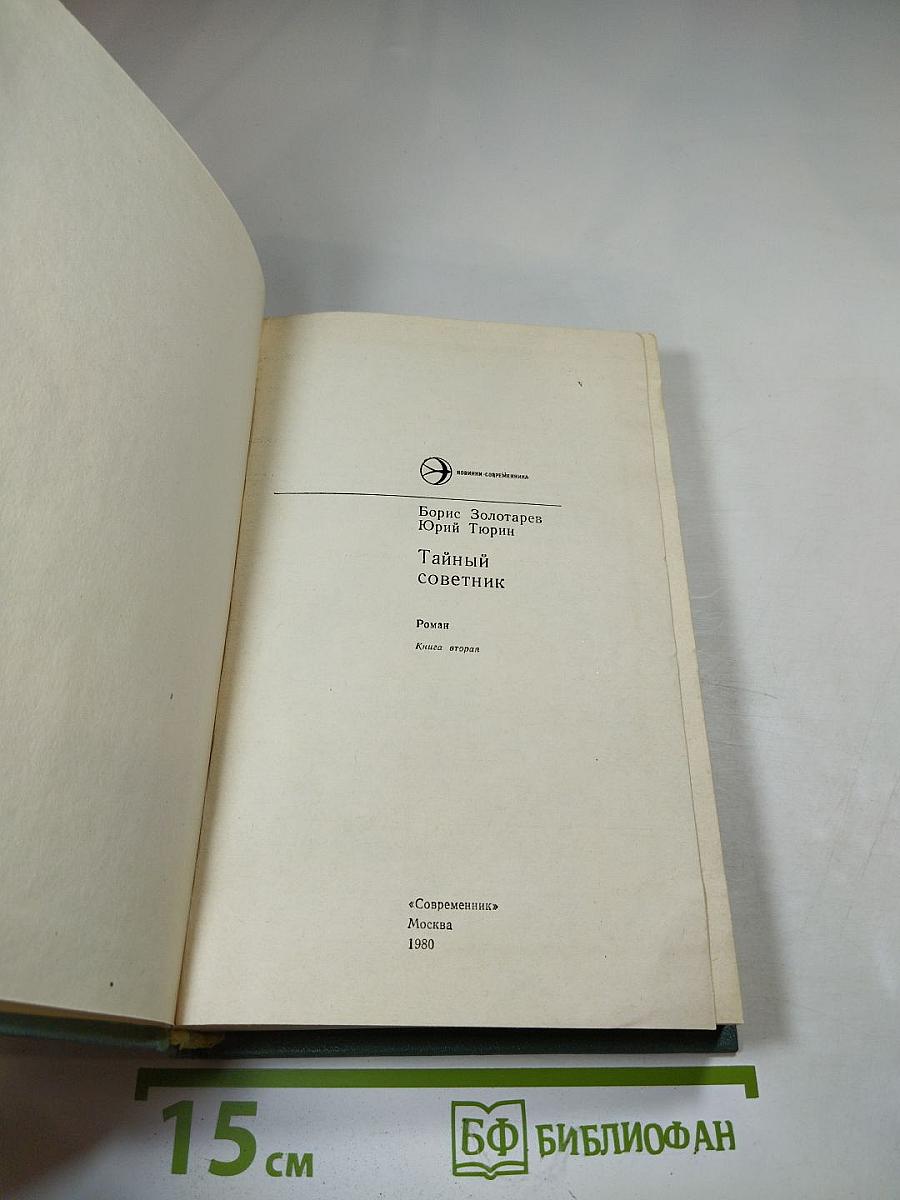 НОВИНКИ «СОВРЕМЕННИКА»
Борис Золотарев
Юрий Тюрин
Тайный
советник
Роман
Книга вторая
«Современник»
Москва
1980
15 см
БФ БИБЛИОФАН